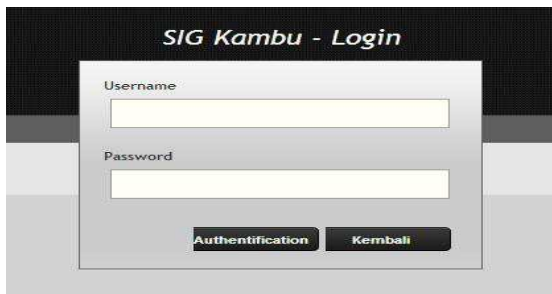 SIG Kambu - Login
Username
Password
Authentification Kembali